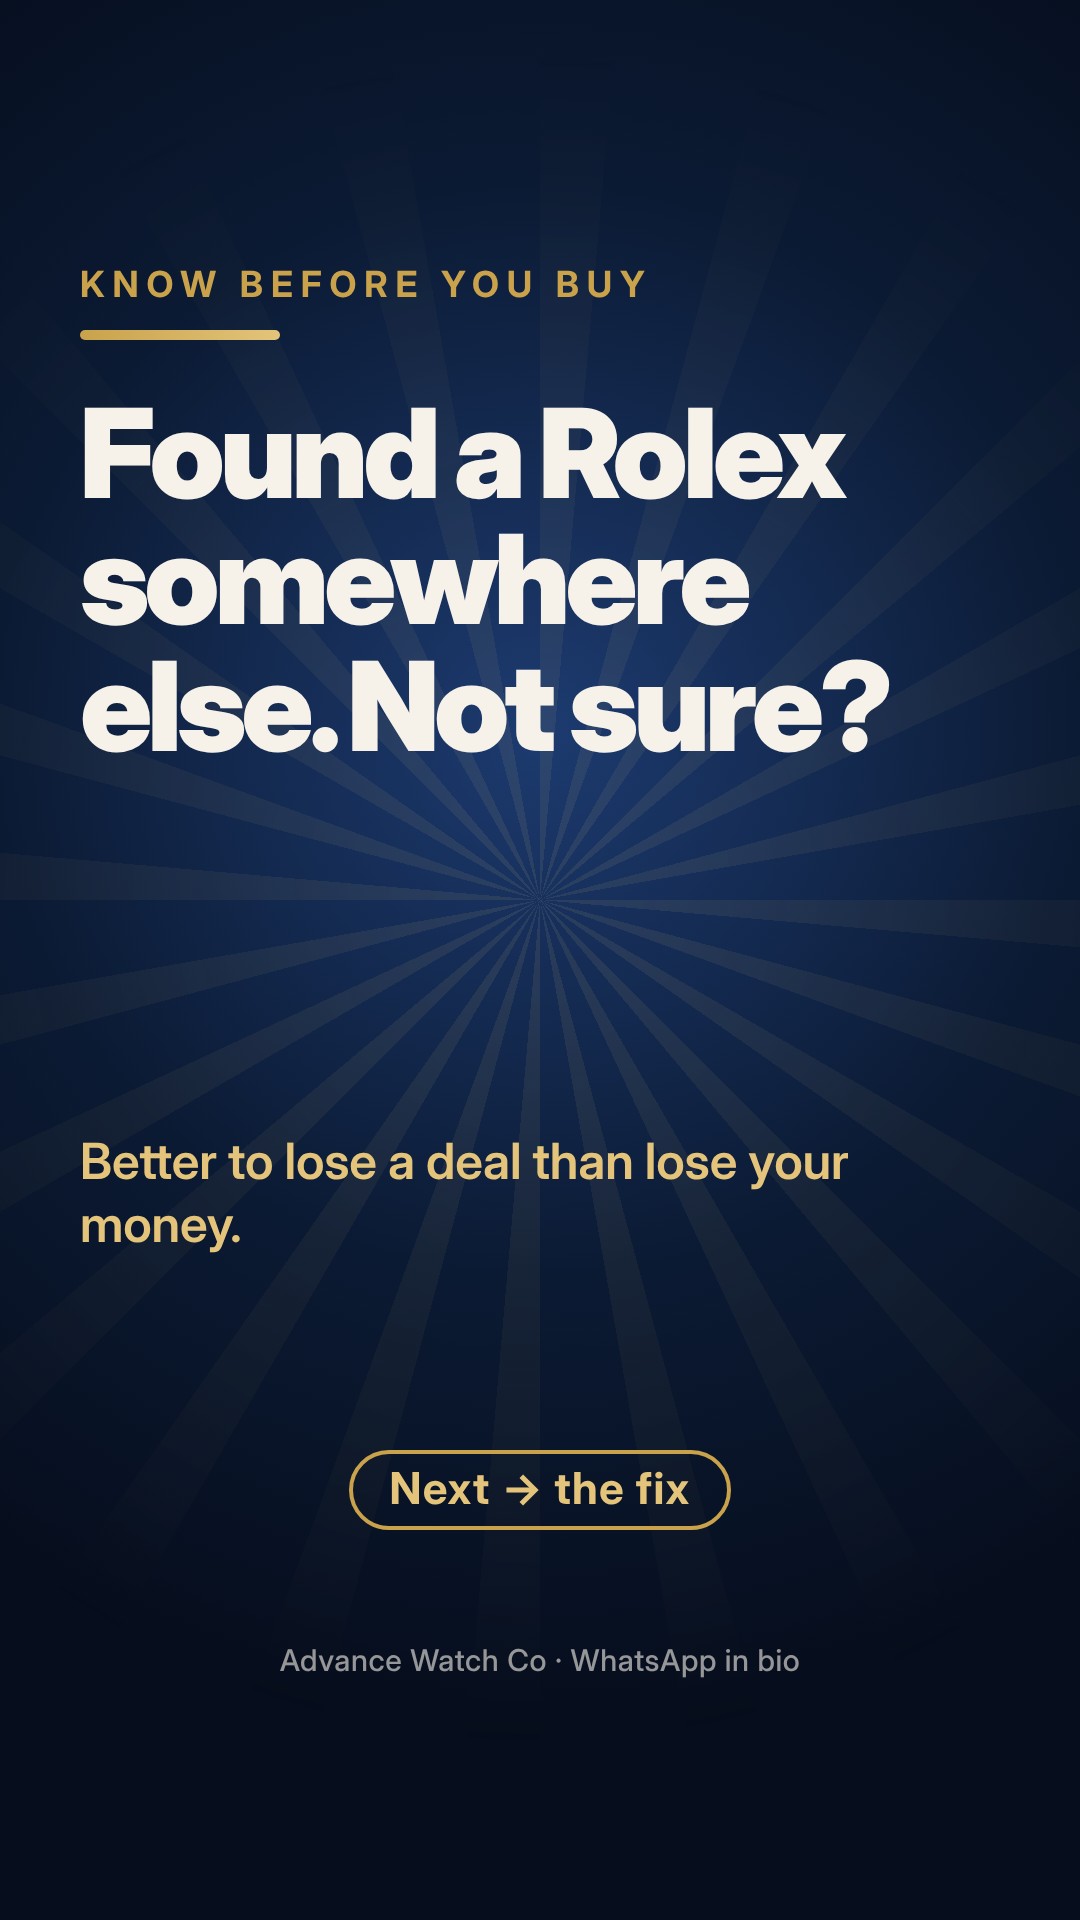 KNOW BEFORE YOU BUY
Found a Rolex
somewhere
else. Not sure?
Better to lose a deal than lose your
money.
Next → the fix
Advance Watch Co · WhatsApp in bio